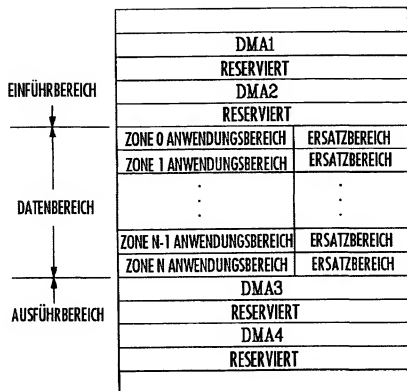 DMA1
RESERVIERT
DMA2
EINFÜHRBEREICH
RESERVIERT
ZONE 0 ANWENDUNGSBEREICH ERSATZBEREICH
ZONE 1 ANWENDUNGSBEREICH ERSATZBEREICH
DATENBEREICH
ZONE N-1 ANWENDUNGSBEREICH ERSATZBEREICH
ZONE N ANWENDUNGSBEREICH ERSATZBEREICH
DMA3
AUSFÜHRBEREICH
RESERVIERT
DMA4
RESERVIERT